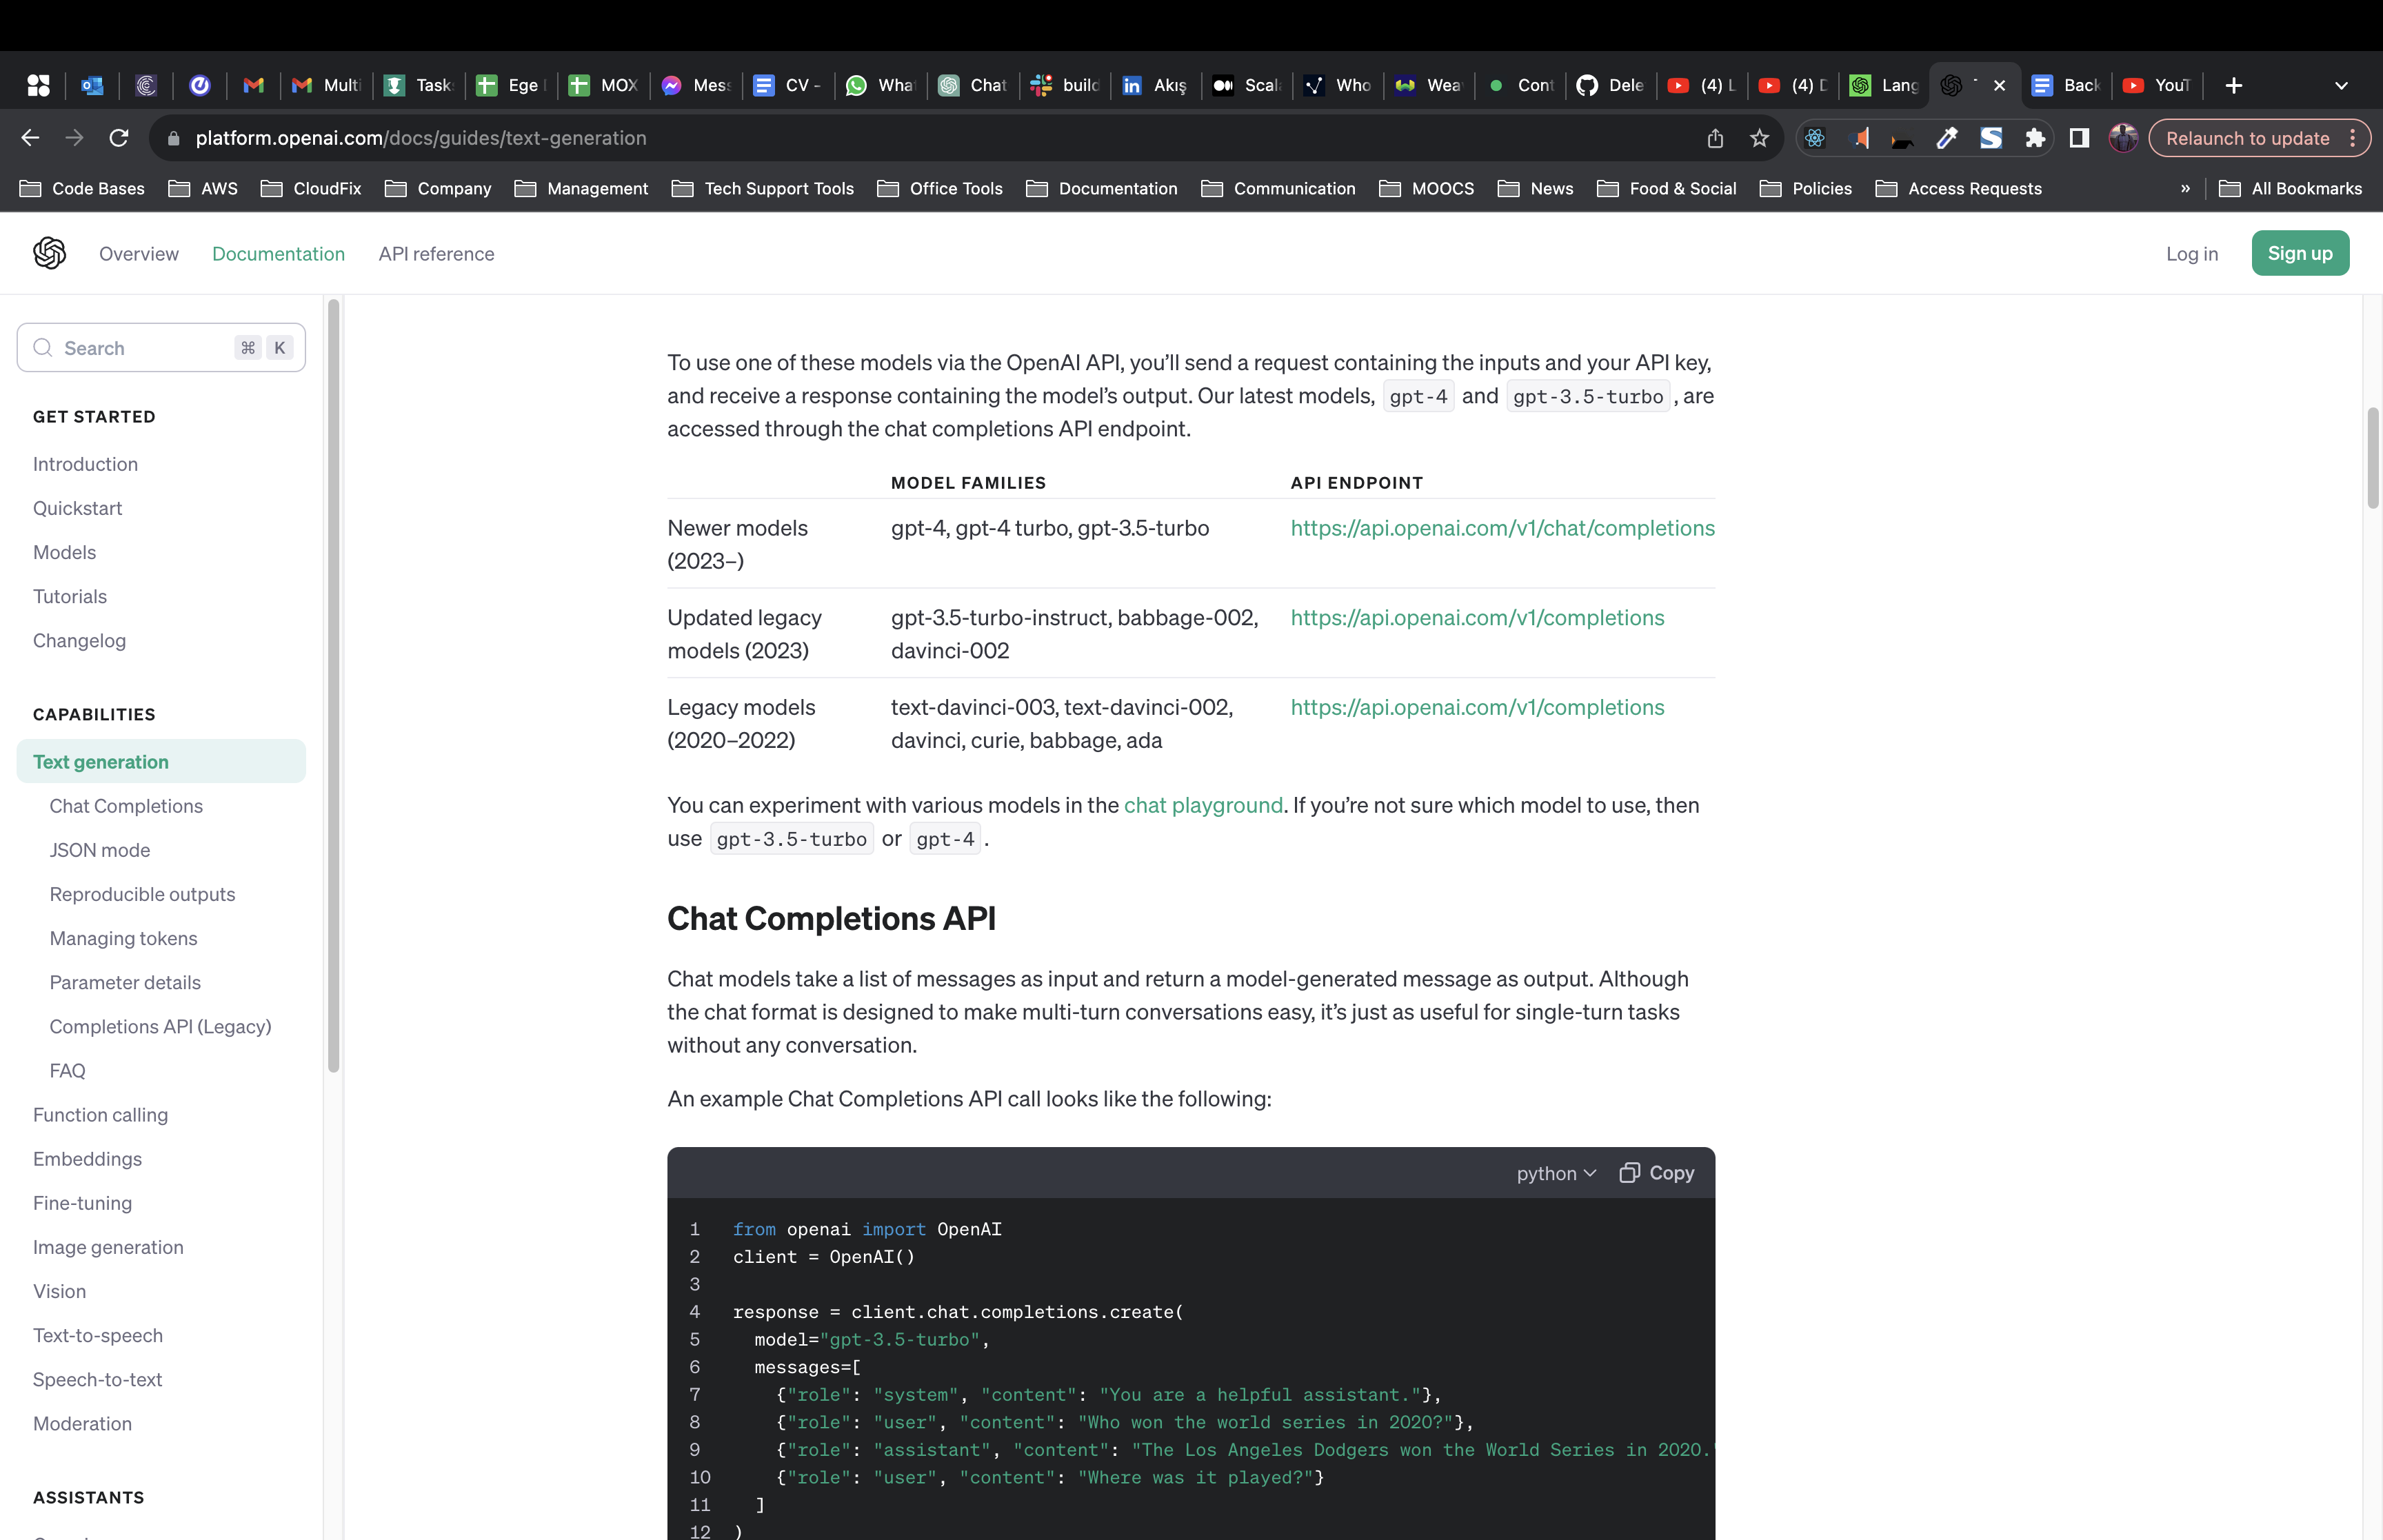 Multi
Task
Ege
MOX
Mess
CV -
What
Chat
build
Akış
Scala
Who
Wea
Cont
Dele
(4) L
(4) D
Lang
Back
YouT
platform.openai.com/docs/guides/text-generation
Relaunch to update
Code Bases
AWS
CloudFix
Company
Management
Tech Support Tools
Office Tools
Documentation
Communication
MOOCS
News
Food & Social
Policies
Access Requests
»
All Bookmarks
Overview
Documentation
API reference
Log in
Sign up
Search ⌘ K
GET STARTED
Introduction
Quickstart
Models
Tutorials
Changelog
CAPABILITIES
Text generation
Chat Completions
JSON mode
Reproducible outputs
Managing tokens
Parameter details
Completions API (Legacy)
FAQ
Function calling
Embeddings
Fine-tuning
Image generation
Vision
Text-to-speech
Speech-to-text
Moderation
ASSISTANTS
To use one of these models via the OpenAI API, you’ll send a request containing the inputs and your API key,
and receive a response containing the model’s output. Our latest models, gpt-4 and gpt-3.5-turbo , are
accessed through the chat completions API endpoint.
MODEL FAMILIES API ENDPOINT
Newer models gpt-4, gpt-4 turbo, gpt-3.5-turbo https://api.openai.com/v1/chat/completions
(2023–)
Updated legacy gpt-3.5-turbo-instruct, babbage-002, https://api.openai.com/v1/completions
models (2023) davinci-002
Legacy models text-davinci-003, text-davinci-002, https://api.openai.com/v1/completions
(2020–2022) davinci, curie, babbage, ada
You can experiment with various models in the chat playground. If you’re not sure which model to use, then
use gpt-3.5-turbo or gpt-4 .
Chat Completions API
Chat models take a list of messages as input and return a model-generated message as output. Although
the chat format is designed to make multi-turn conversations easy, it’s just as useful for single-turn tasks
without any conversation.
An example Chat Completions API call looks like the following:
python Copy
1 from openai import OpenAI
2 client = OpenAI()
3
4 response = client.chat.completions.create(
5 model="gpt-3.5-turbo",
6 messages=[
7 {"role": "system", "content": "You are a helpful assistant."},
8 {"role": "user", "content": "Who won the world series in 2020?"},
9 {"role": "assistant", "content": "The Los Angeles Dodgers won the World Series in 2020.
10 {"role": "user", "content": "Where was it played?"}
11 ]
12 )